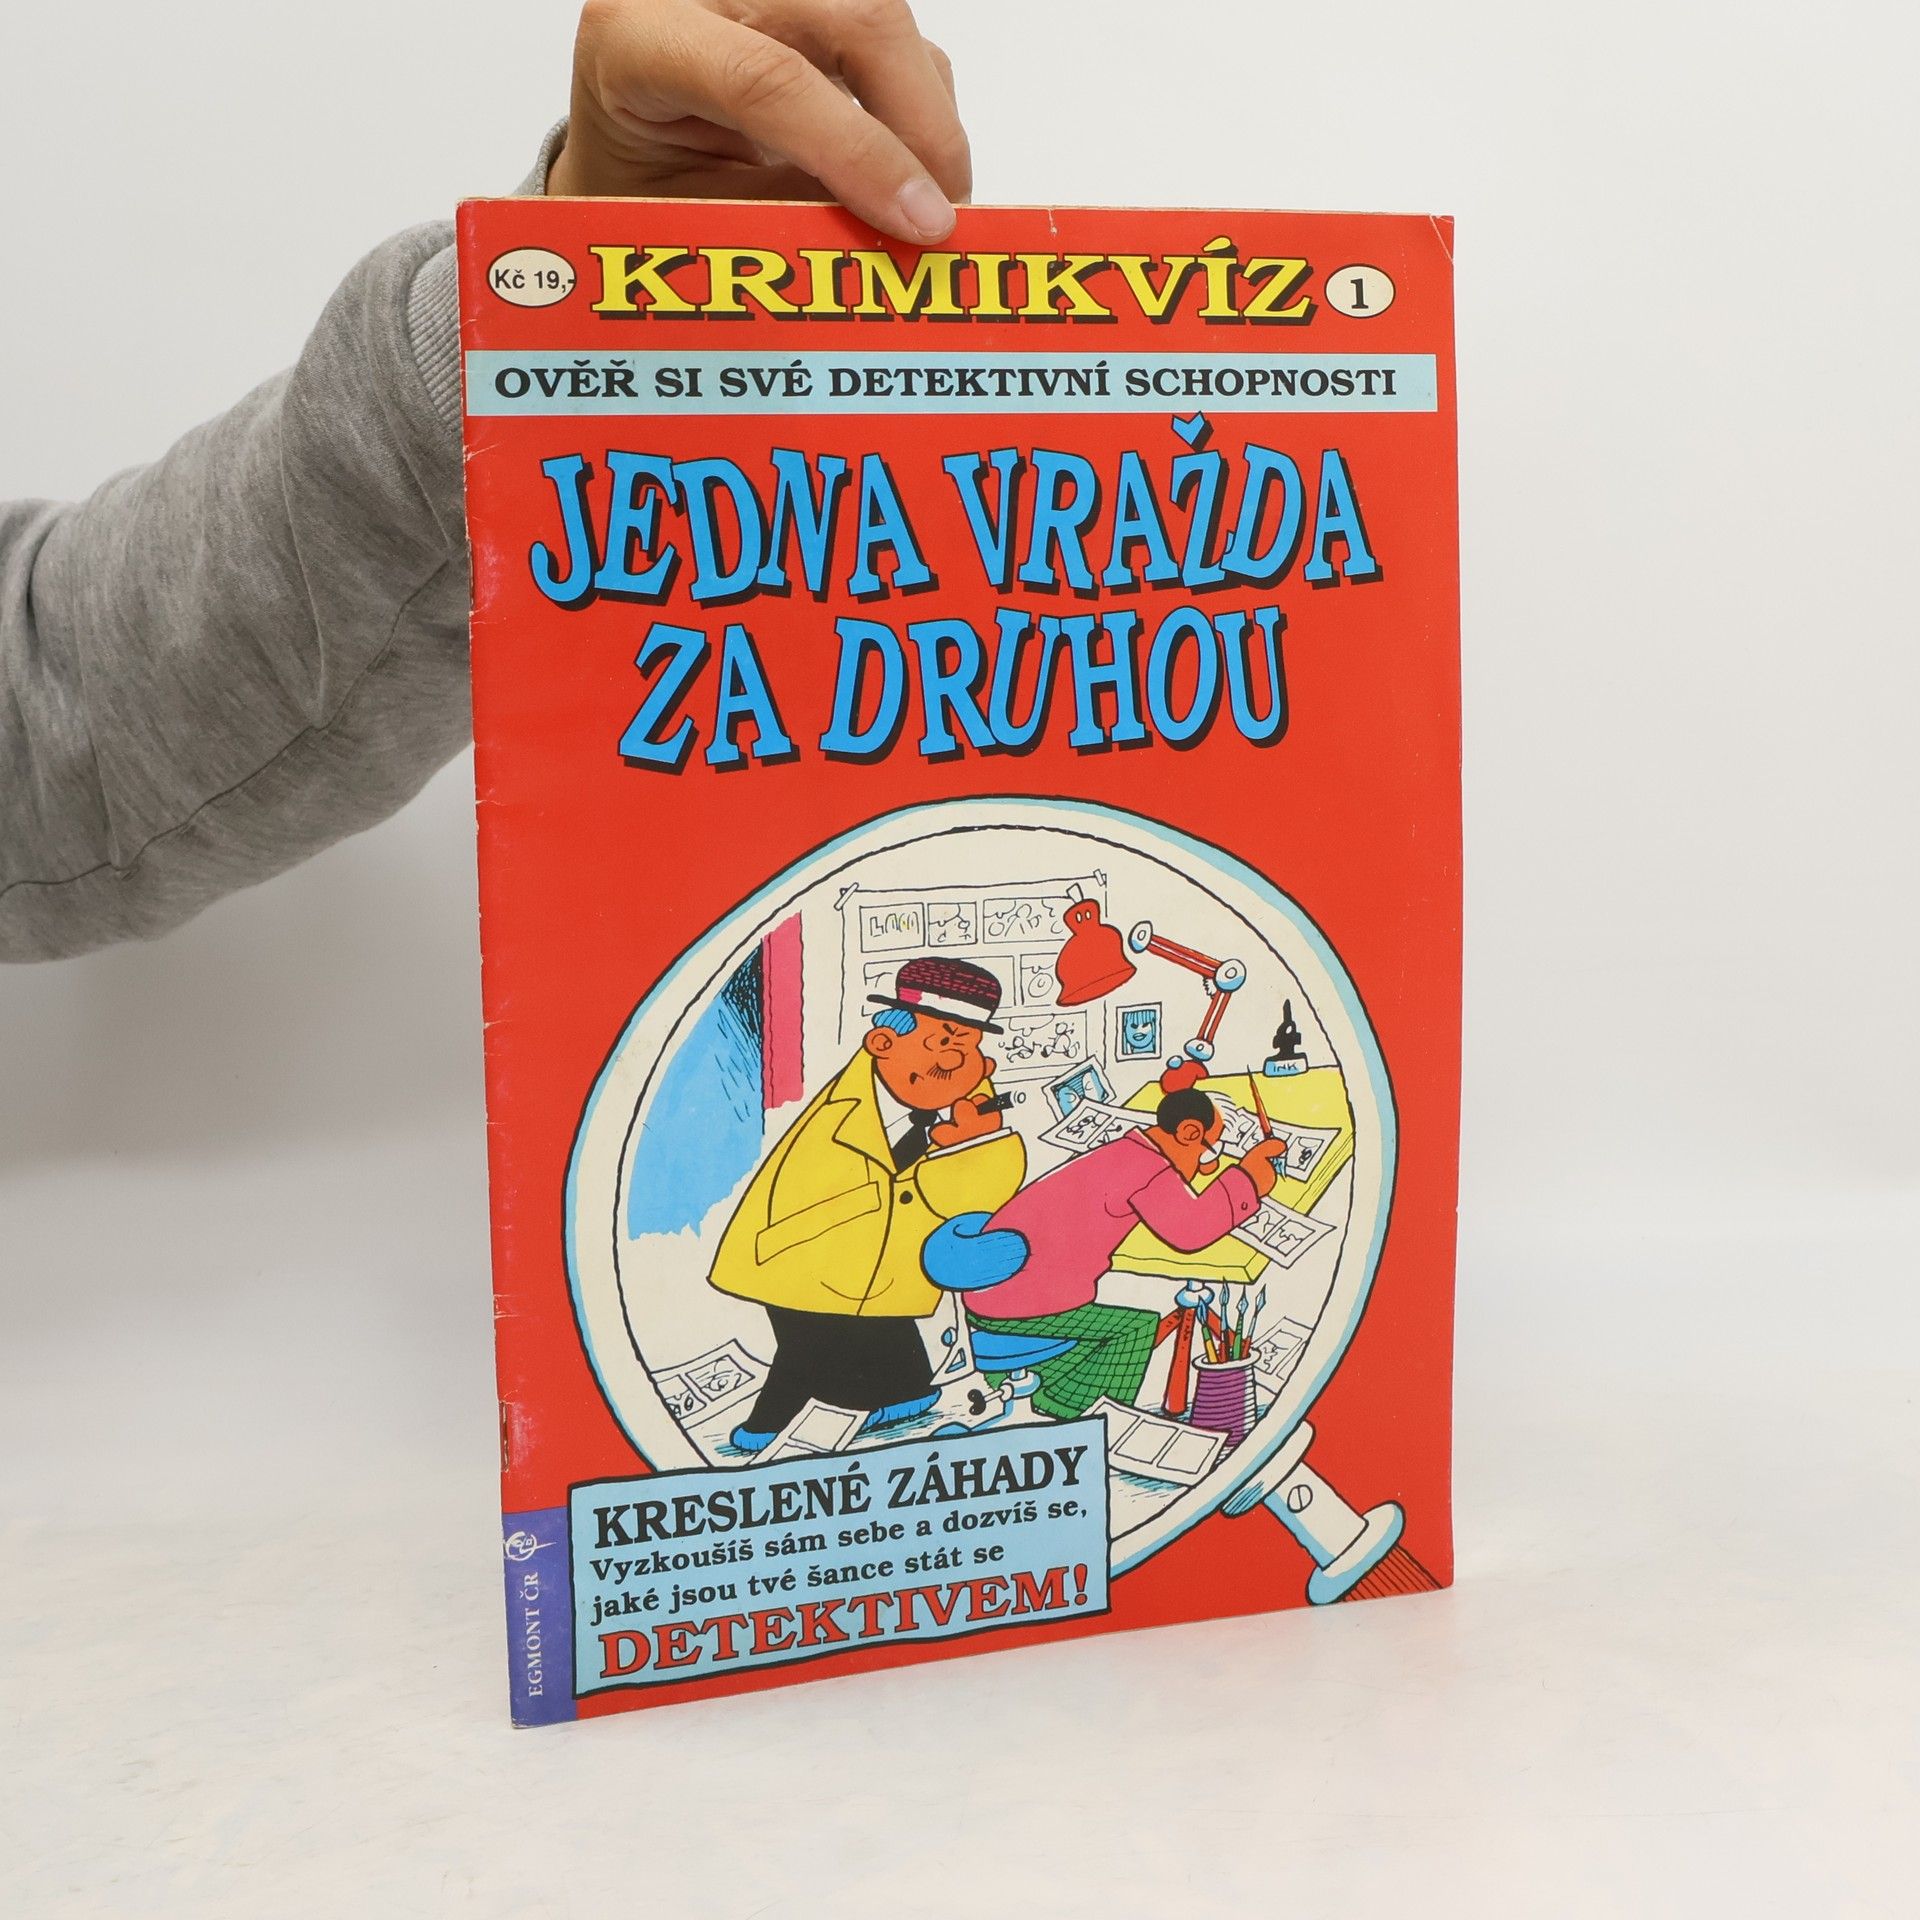 Kč 19,-
KRIMIKVÍZ
1
OVĚŘ SI SVÉ DETEKTIVNÍ SCHOPNOSTI
JEDNA VRAŽDA
ZA DRUHOU
INK
KRESLENÉ ZÁHADY
Vyzkoušíš sám sebe a dozvíš se,
jaké jsou tvé šance stát se
DETEKTIVEM!
EGMONT ČR